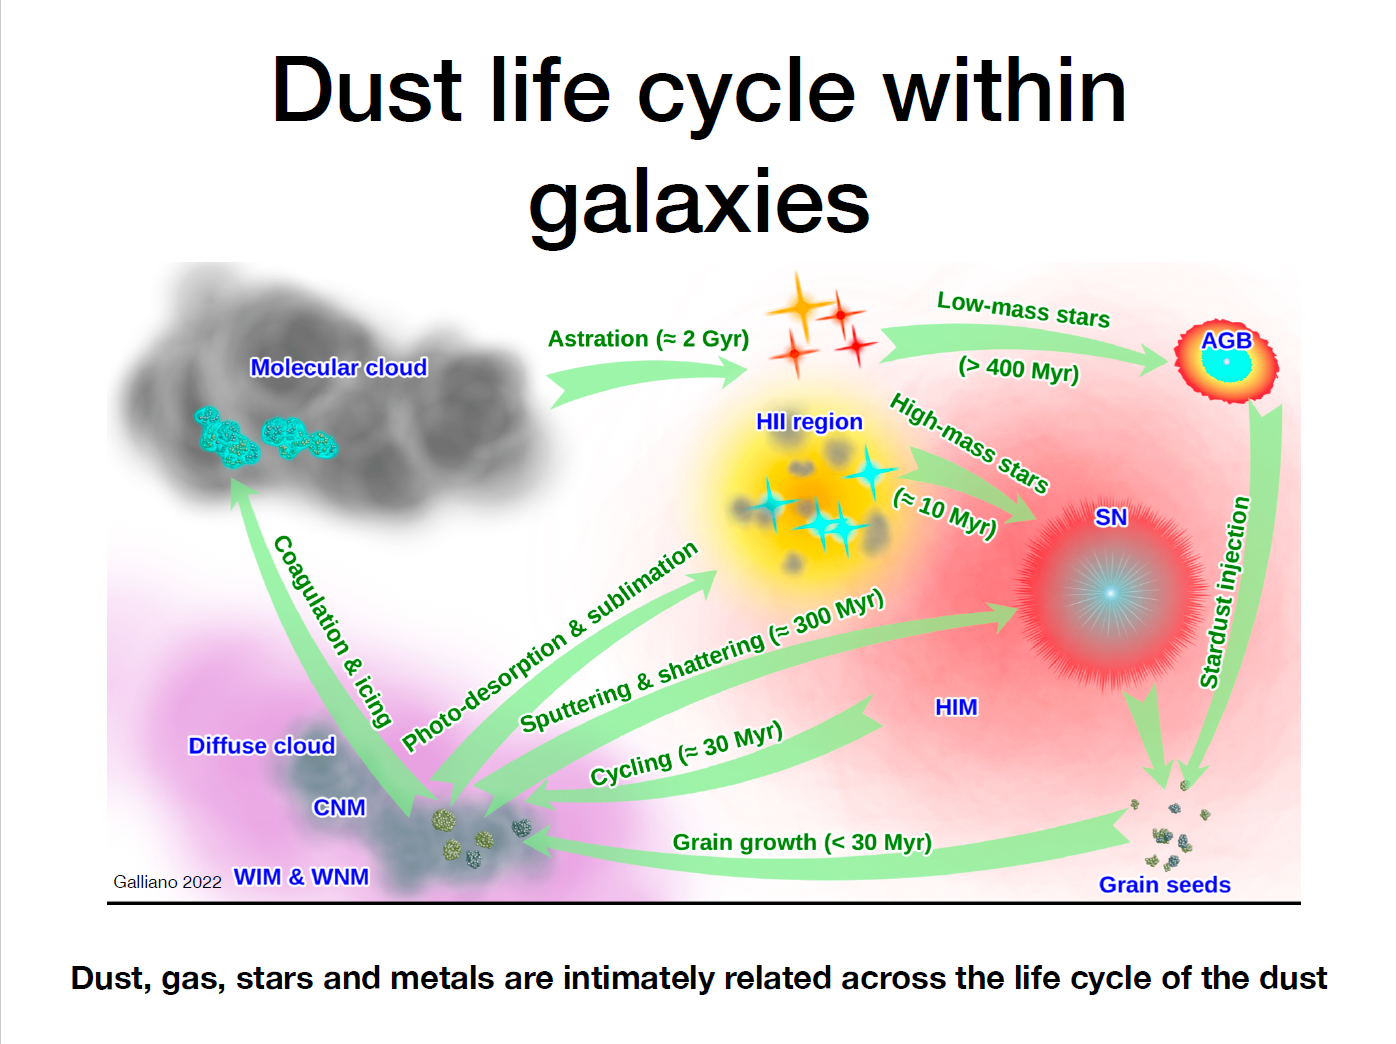 Dust life cycle within
galaxies
Molecular cloud
Astration (≈ 2 Gyr)
Low-mass stars
(> 400 Myr)
AGB
HII region
High-mass stars
(≈ 10 Myr)
SN
Stardust injection
Coagulation & icing
Photo-desorption & sublimation
Sputtering & shattering (≈ 300 Myr)
HIM
Cycling (≈ 30 Myr)
Diffuse cloud
CNM
Grain growth (< 30 Myr)
Galliano 2022
WIM & WNM
Grain seeds
Dust, gas, stars and metals are intimately related across the life cycle of the dust